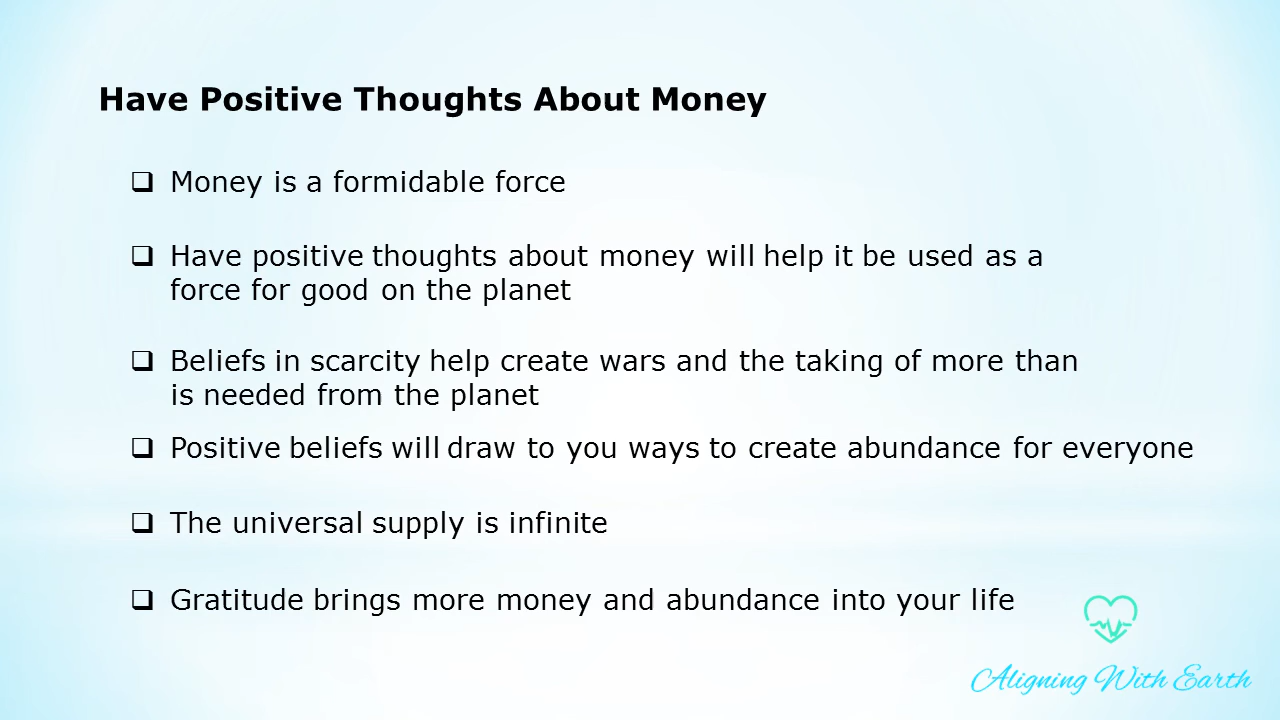 Have Positive Thoughts About Money
❑ Money is a formidable force
❑ Have positive thoughts about money will help it be used as a
force for good on the planet
❑ Beliefs in scarcity help create wars and the taking of more than
is needed from the planet
❑ Positive beliefs will draw to you ways to create abundance for everyone
❑ The universal supply is infinite
❑ Gratitude brings more money and abundance into your life
Aligning With Earth